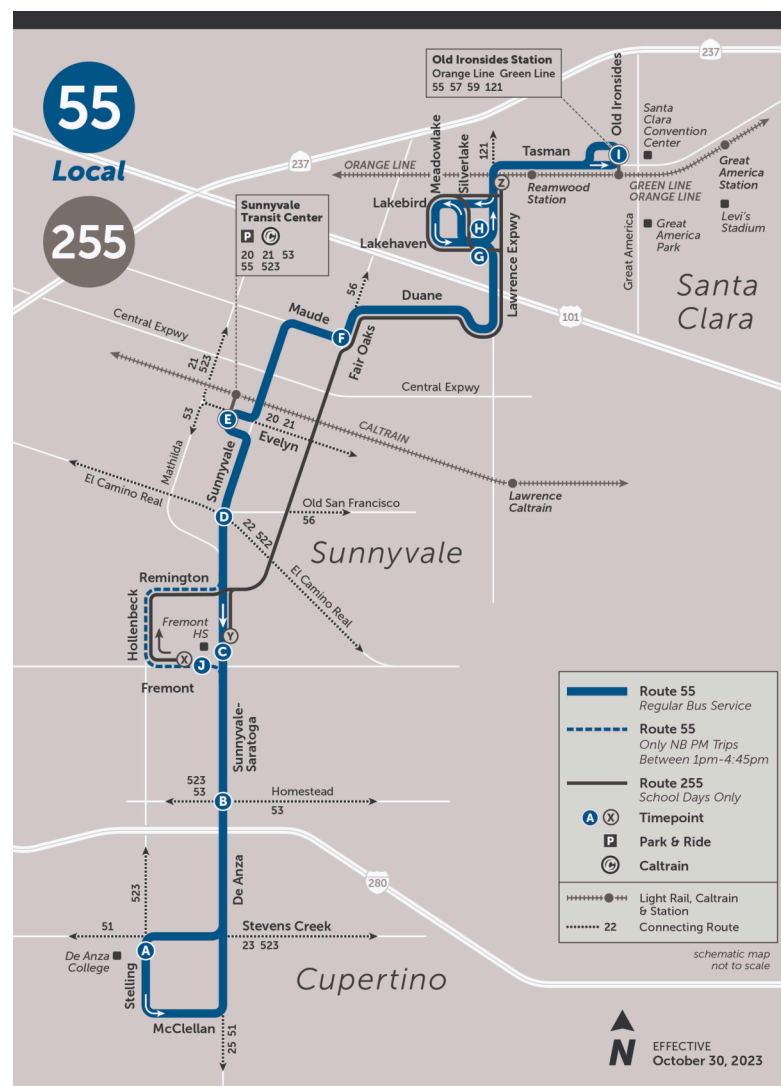 55
Local
255
237
Old Ironsides Station
Orange Line  Green Line
55  57  59  121
Old Ironsides
237
Santa
Clara
Convention
Center
Great
America
Station
Levi's
Stadium
Great
America
Park
Great America
GREEN LINE
ORANGE LINE
ORANGE LINE
Tasman
Reamwood
Station
121
Z
I
Meadowlake
Silverlake
Lakebird
Lakehaven
H
G
Lawrence Expwy
Santa
Clara
101
Sunnyvale
Transit Center
P C
20  21  53
55  523
Duane
56
Maude
F
Fair Oaks
Central Expwy
Central Expwy
21
523
53
E
20  21
Evelyn
CALTRAIN
Lawrence
Caltrain
Mathilda
Sunnyvale
El Camino Real
D
Old San Francisco
56
22  522
El Camino Real
Sunnyvale
Remington
Hollenbeck
Fremont
HS
Y
X
C
J
Fremont
Sunnyvale-
Saratoga
523
53
B
Homestead
53
De Anza
280
523
51
Stevens Creek
23  523
A
De Anza
College
Stelling
McClellan
25  51
Cupertino
Route 55
Regular Bus Service
Route 55
Only NB PM Trips
Between 1pm-4:45pm
Route 255
School Days Only
A X Timepoint
P Park & Ride
C Caltrain
Light Rail, Caltrain
& Station
22 Connecting Route
schematic map
not to scale
N
EFFECTIVE
October 30, 2023